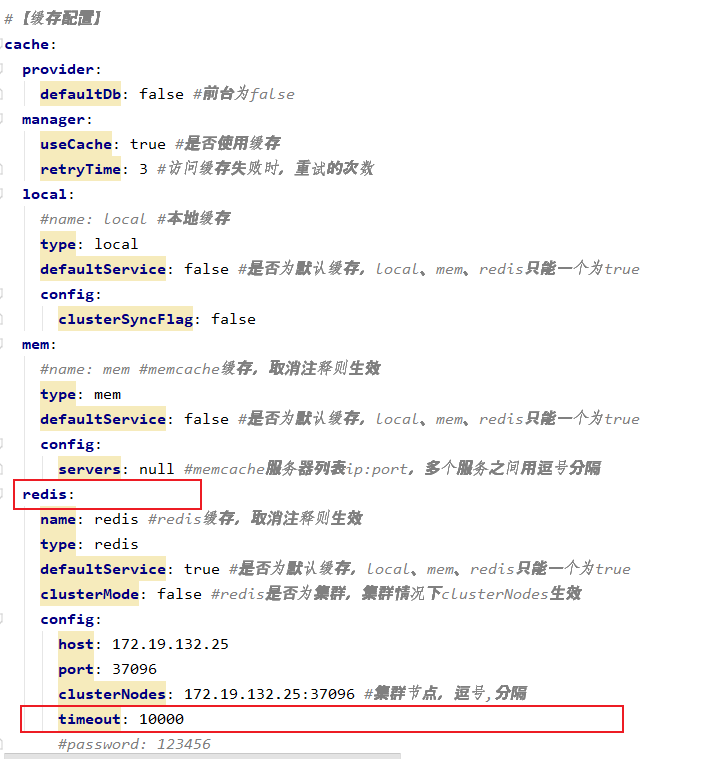 #【缓存配置】
cache:
  provider:
    defaultDb: false #前台为false
  manager:
    useCache: true #是否使用缓存
    retryTime: 3 #访问缓存失败时，重试的次数
  local:
    #name: local #本地缓存
    type: local
    defaultService: false #是否为默认缓存，local、mem、redis只能一个为true
    config:
      clusterSyncFlag: false
  mem:
    #name: mem #memcache缓存，取消注释则生效
    type: mem
    defaultService: false #是否为默认缓存，local、mem、redis只能一个为true
    config:
      servers: null #memcache服务器列表ip:port，多个服务之间用逗号分隔
  redis:
    name: redis #redis缓存，取消注释则生效
    type: redis
    defaultService: true #是否为默认缓存，local、mem、redis只能一个为true
    clusterMode: false #redis是否为集群，集群情况下clusterNodes生效
    config:
      host: 172.19.132.25
      port: 37096
      clusterNodes: 172.19.132.25:37096 #集群节点，逗号,分隔
      timeout: 10000
      #password: 123456